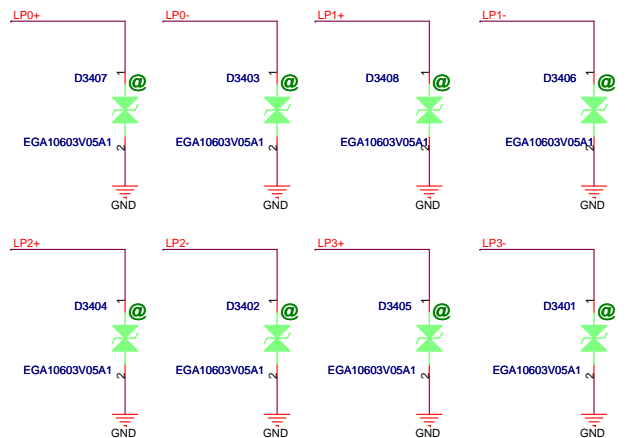 LP0+ LP0- LP1+ LP1-
1 1 1 1
D3407 @ D3403 @ D3408 @ D3406 @
EGA10603V05A1 EGA10603V05A1 EGA10603V05A1 EGA10603V05A1
2 2 2 2
GND GND GND GND
LP2+ LP2- LP3+ LP3-
1 1 1 1
D3404 @ D3402 @ D3405 @ D3401 @
EGA10603V05A1 EGA10603V05A1 EGA10603V05A1 EGA10603V05A1
2 2 2 2
GND GND GND GND